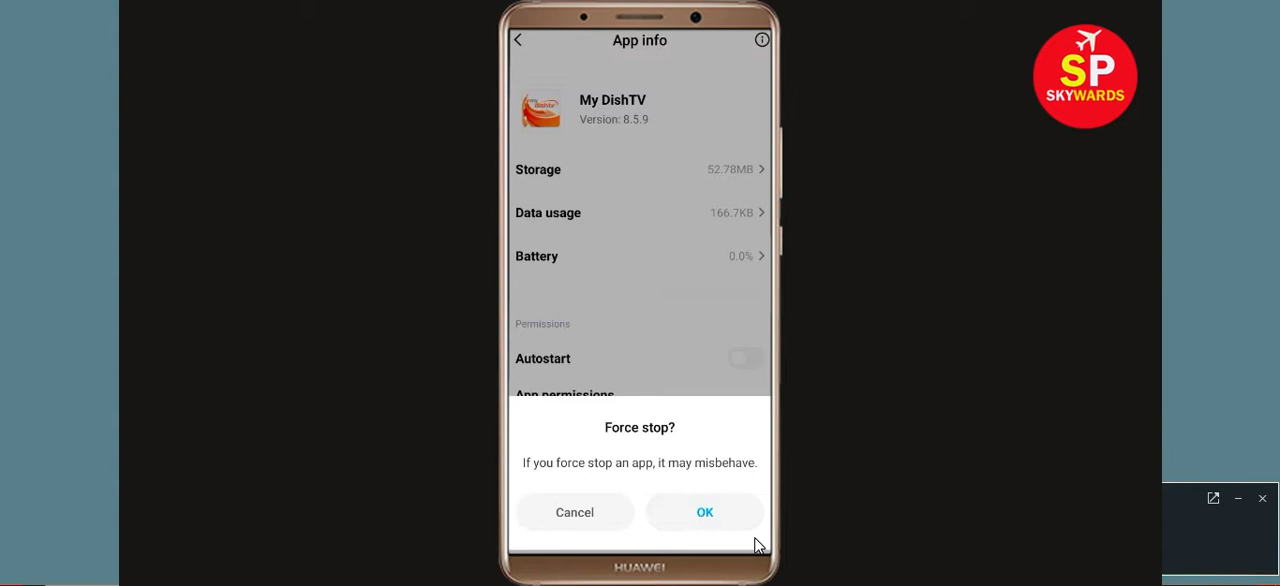 App info
SP
SKYWARDS
my dishtv
My DishTV
Version: 8.5.9
Storage 52.78MB
Data usage 166.7KB
Battery 0.0%
Permissions
Autostart
App permissions
Force stop?
If you force stop an app, it may misbehave.
Cancel OK
HUAWEI